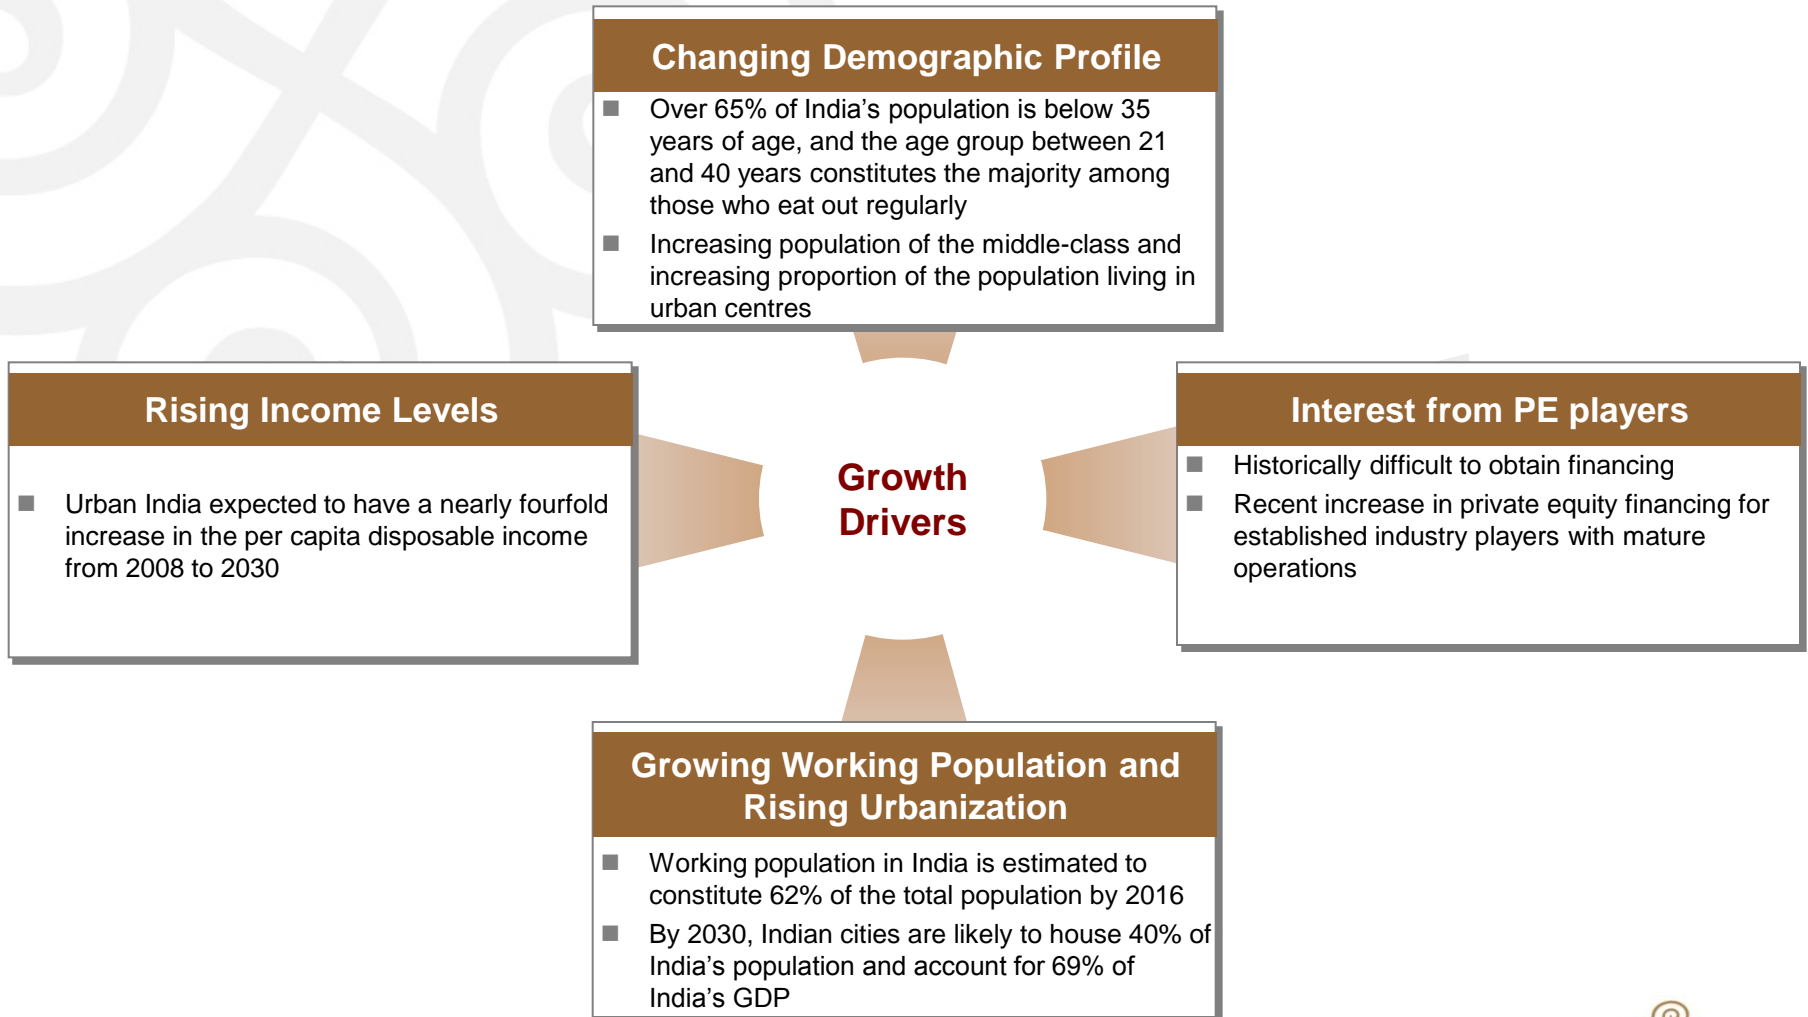 Changing Demographic Profile
Over 65% of India’s population is below 35
years of age, and the age group between 21
and 40 years constitutes the majority among
those who eat out regularly
Increasing population of the middle-class and
increasing proportion of the population living in
urban centres
Rising Income Levels
Urban India expected to have a nearly fourfold
increase in the per capita disposable income
from 2008 to 2030
Growth
Drivers
Interest from PE players
Historically difficult to obtain financing
Recent increase in private equity financing for
established industry players with mature
operations
Growing Working Population and
Rising Urbanization
Working population in India is estimated to
constitute 62% of the total population by 2016
By 2030, Indian cities are likely to house 40% of
India’s population and account for 69% of
India’s GDP